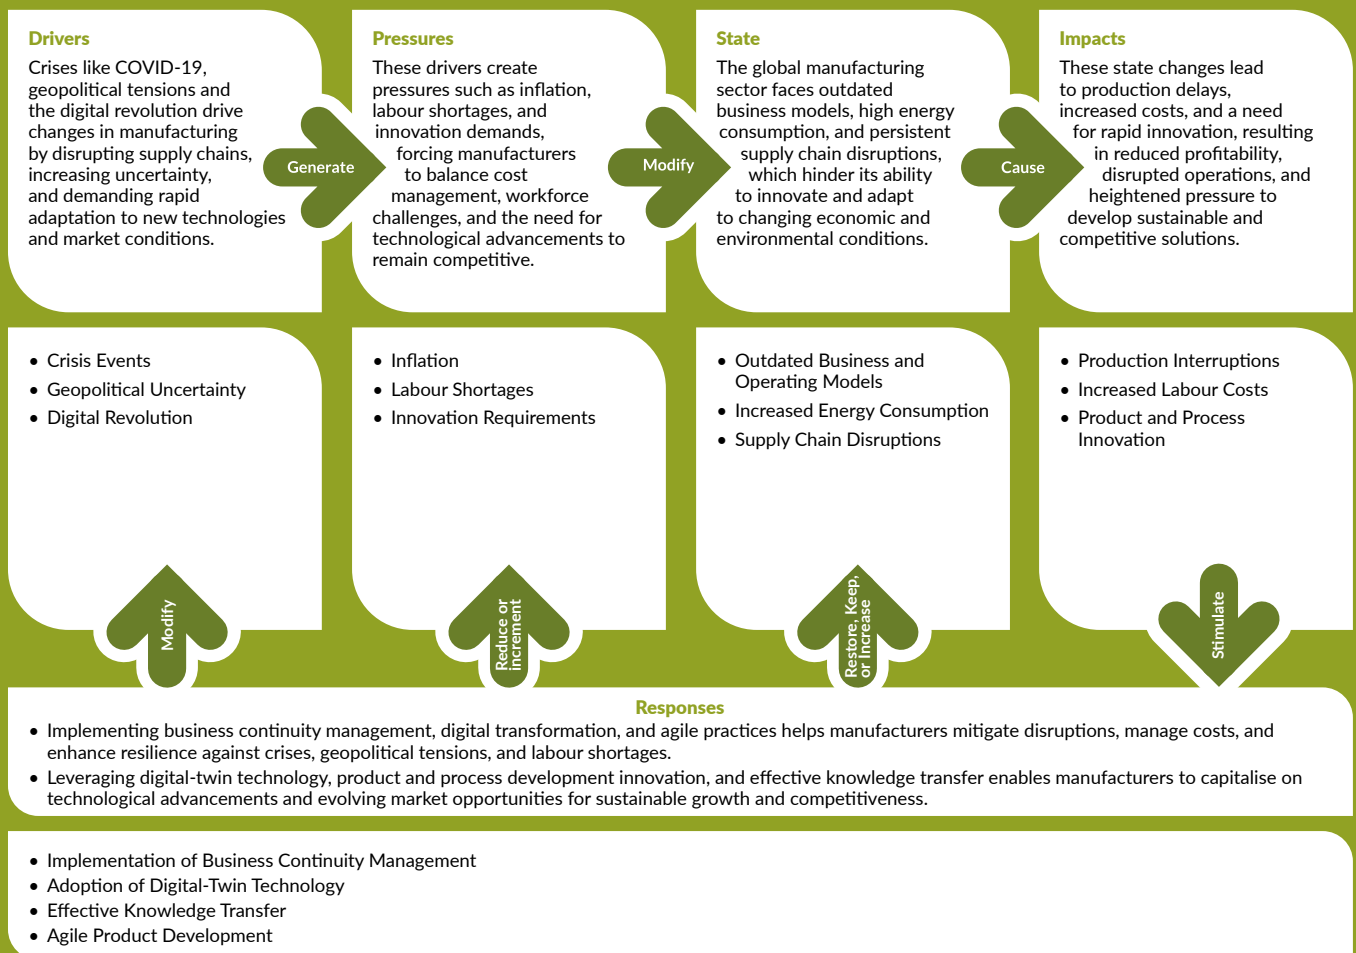 Drivers
Crises like COVID-19,
geopolitical tensions and
the digital revolution drive
changes in manufacturing
by disrupting supply chains,
increasing uncertainty,
and demanding rapid
adaptation to new technologies
and market conditions.
Generate
Pressures
These drivers create
pressures such as inflation,
labour shortages, and
innovation demands,
forcing manufacturers
to balance cost
management, workforce
challenges, and the need for
technological advancements to
remain competitive.
Modify
State
The global manufacturing
sector faces outdated
business models, high energy
consumption, and persistent
supply chain disruptions,
which hinder its ability
to innovate and adapt
to changing economic and
environmental conditions.
Cause
Impacts
These state changes lead
to production delays,
increased costs, and a need
for rapid innovation, resulting
in reduced profitability,
disrupted operations, and
heightened pressure to
develop sustainable and
competitive solutions.
• Crisis Events
• Geopolitical Uncertainty
• Digital Revolution
• Inflation
• Labour Shortages
• Innovation Requirements
• Outdated Business and
Operating Models
• Increased Energy Consumption
• Supply Chain Disruptions
• Production Interruptions
• Increased Labour Costs
• Product and Process
Innovation
Modify
Reduce or
increment
Restore, Keep,
or Increase
Stimulate
Responses
• Implementing business continuity management, digital transformation, and agile practices helps manufacturers mitigate disruptions, manage costs, and
enhance resilience against crises, geopolitical tensions, and labour shortages.
• Leveraging digital-twin technology, product and process development innovation, and effective knowledge transfer enables manufacturers to capitalise on
technological advancements and evolving market opportunities for sustainable growth and competitiveness.
• Implementation of Business Continuity Management
• Adoption of Digital-Twin Technology
• Effective Knowledge Transfer
• Agile Product Development